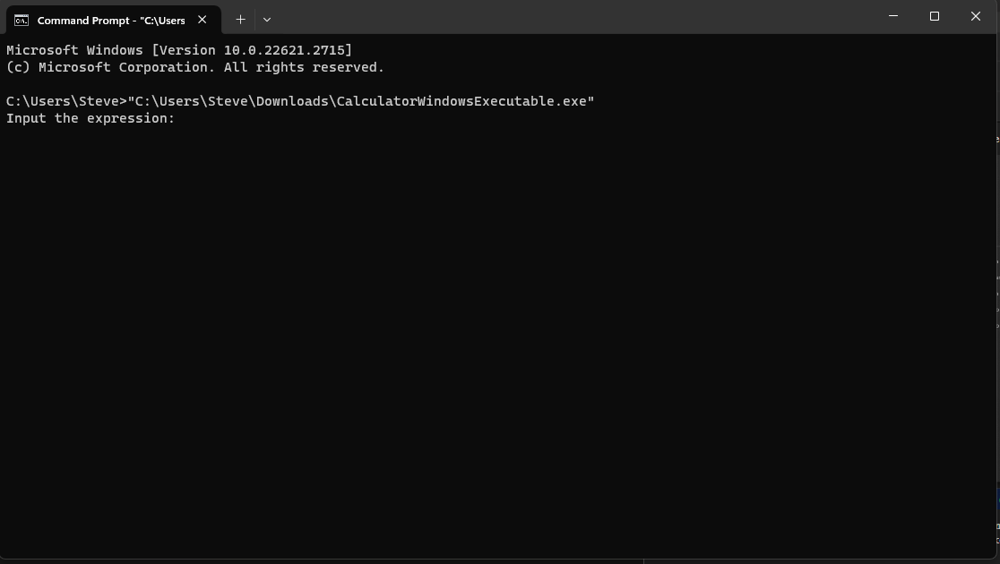 Command Prompt - "C:\Users
Microsoft Windows [Version 10.0.22621.2715]
(c) Microsoft Corporation. All rights reserved.
C:\Users\Steve>"C:\Users\Steve\Downloads\CalculatorWindowsExecutable.exe"
Input the expression: